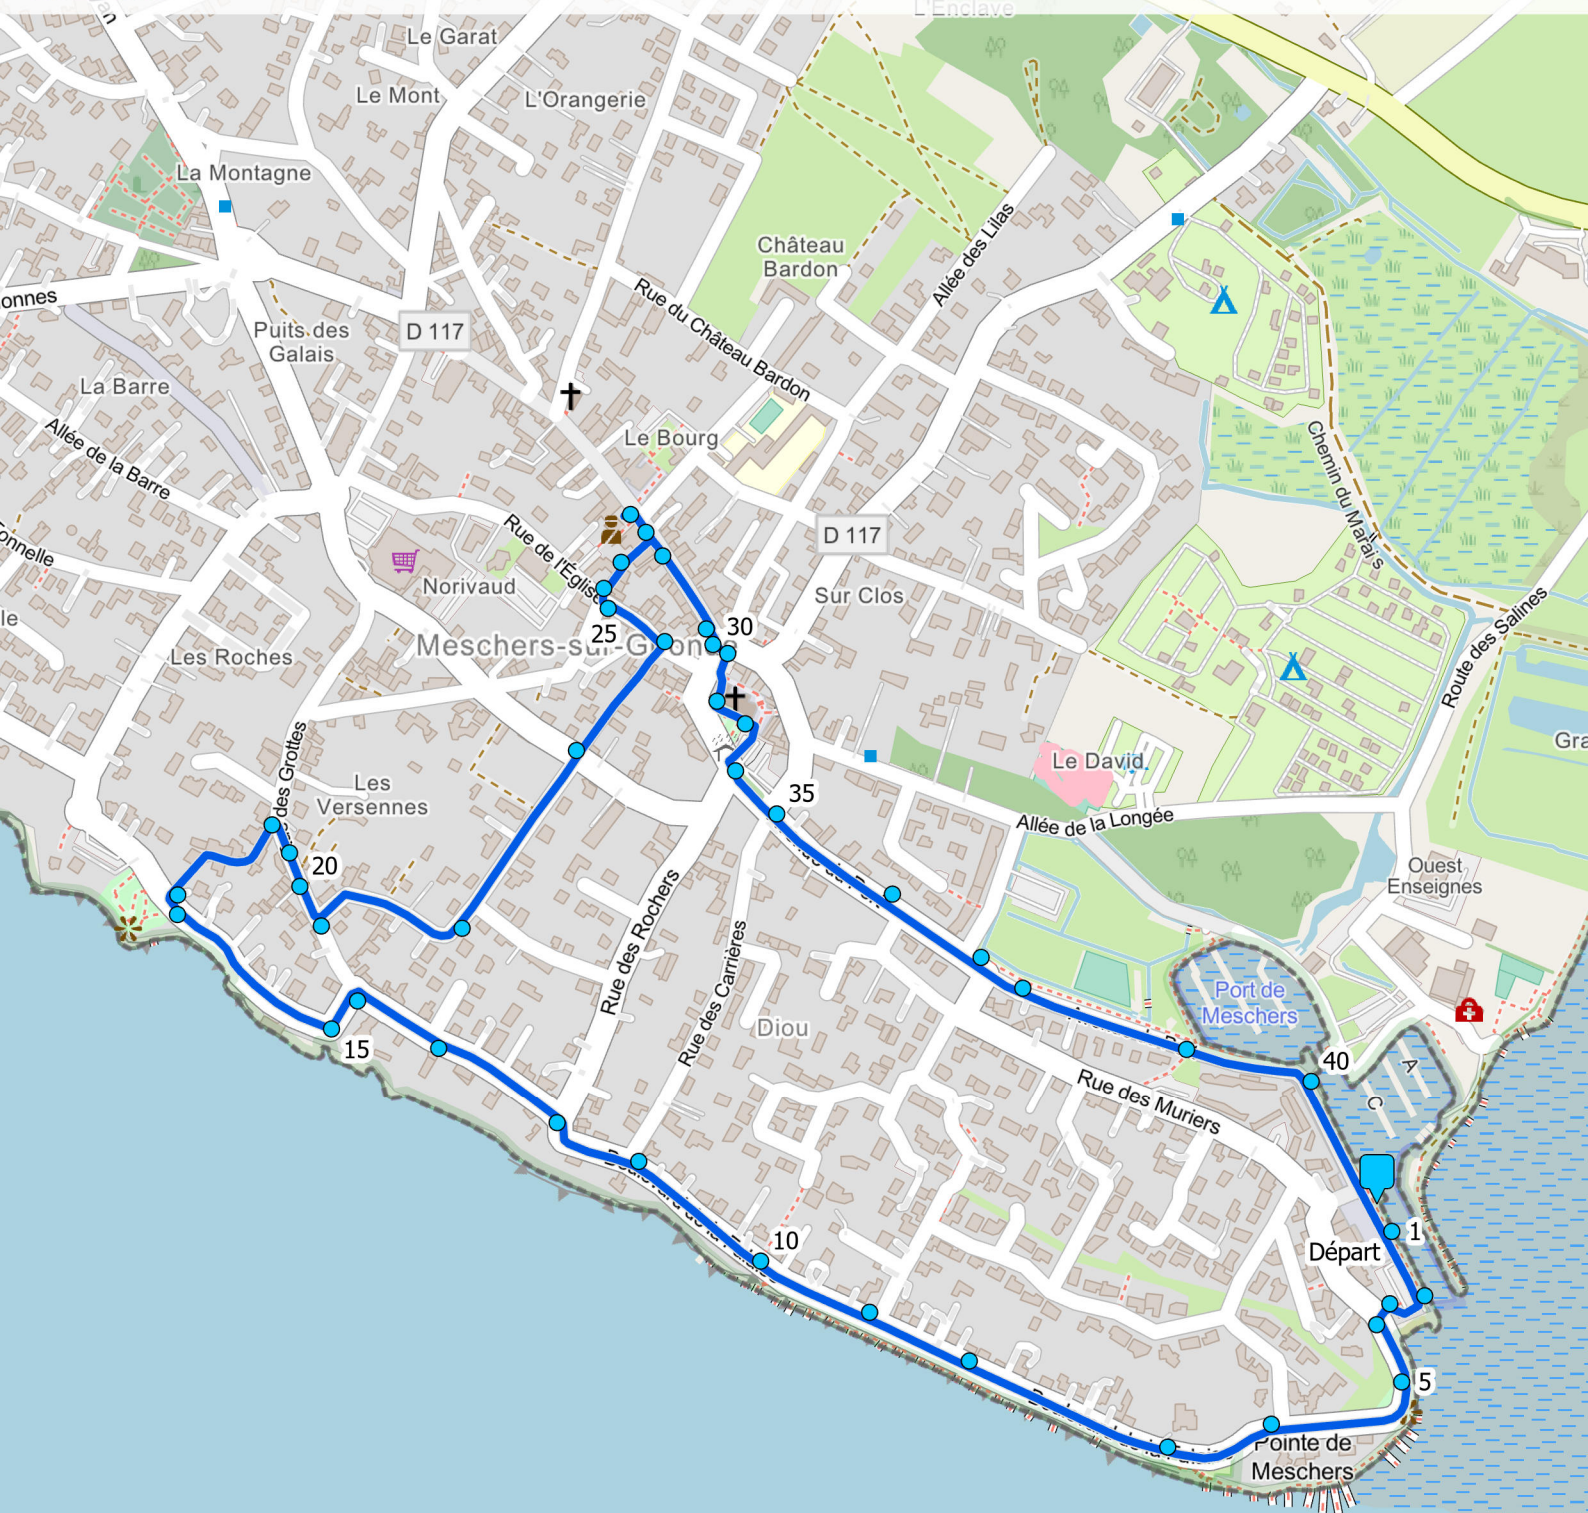 L'Enclave
Le Garat
Le Mont
L'Orangerie
La Montagne
Château
Bardon
Allée des Lilas
onnes
Puits des
Galais
D 117
Rue du Château Bardon
La Barre
Allée de la Barre
Le Bourg
Chemin du Marais
Rue de l'Église
D 117
onnelle
Norivaud
Sur Clos
le
Les Roches
25
30
Meschers-sur-Giron
Route des Salines
des Grottes
Les
Versennes
Le David
Gra
35
Allée de la Longée
20
Ouest
Enseignes
Rue des Rochers
Rue des Carrières
Port de
Meschers
Diou
15
40
A
C
Rue des Muriers
10
1
Départ
5
Pointe de
Meschers